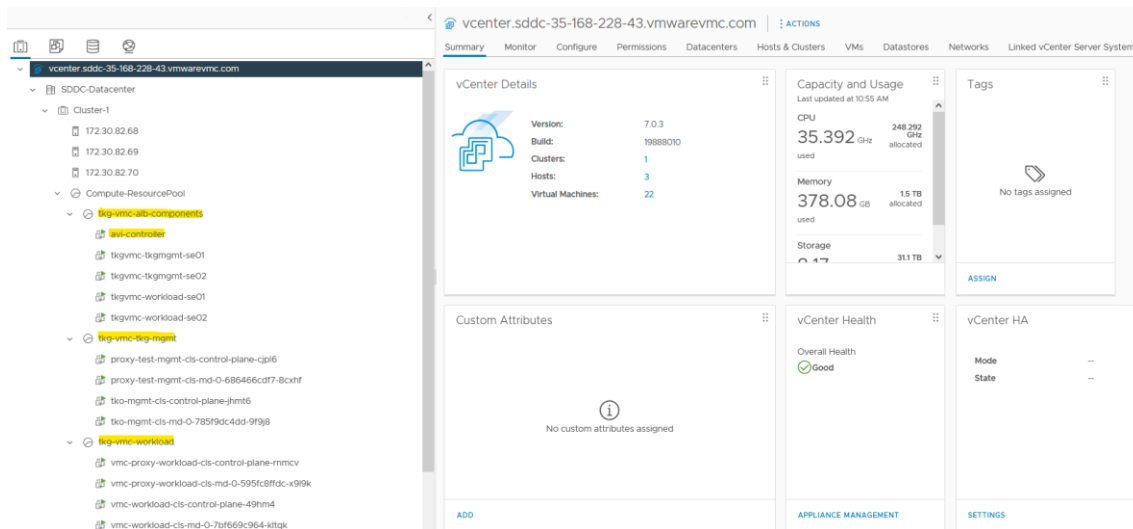 vcenter.sddc-35-168-228-43.vmwarevmc.com
SDDC-Datacenter
Cluster-1
172.30.82.68
172.30.82.69
172.30.82.70
Compute-ResourcePool
tkg-vmc-alb-components
avi-controller
tkgvmc-tkgmgmt-se01
tkgvmc-tkgmgmt-se02
tkgvmc-workload-se01
tkgvmc-workload-se02
tkg-vmc-tkg-mgmt
proxy-test-mgmt-cls-control-plane-cjpl6
proxy-test-mgmt-cls-md-0-686466cdf7-8cxhf
tko-mgmt-cls-control-plane-jhmt6
tko-mgmt-cls-md-0-785f9dc4dd-9f9j8
tkg-vmc-workload
vmc-proxy-workload-cls-control-plane-rnmcv
vmc-proxy-workload-cls-md-0-595fc8ffdc-x9l9k
vmc-workload-cls-control-plane-49hm4
vmc-workload-cls-md-0-7bf669c964-kltqk
vcenter.sddc-35-168-228-43.vmwarevmc.com ACTIONS
Summary Monitor Configure Permissions Datacenters Hosts & Clusters VMs Datastores Networks Linked vCenter Server System
vCenter Details
Version: 7.0.3
Build: 19888010
Clusters: 1
Hosts: 3
Virtual Machines: 22
Capacity and Usage
Last updated at 10:55 AM
CPU
35.392 GHz used
248.292 GHz allocated
Memory
378.08 GB used
1.5 TB allocated
Storage
31.1 TB
Tags
No tags assigned
ASSIGN
Custom Attributes
No custom attributes assigned
ADD
vCenter Health
Overall Health
Good
APPLIANCE MANAGEMENT
vCenter HA
Mode --
State --
SETTINGS